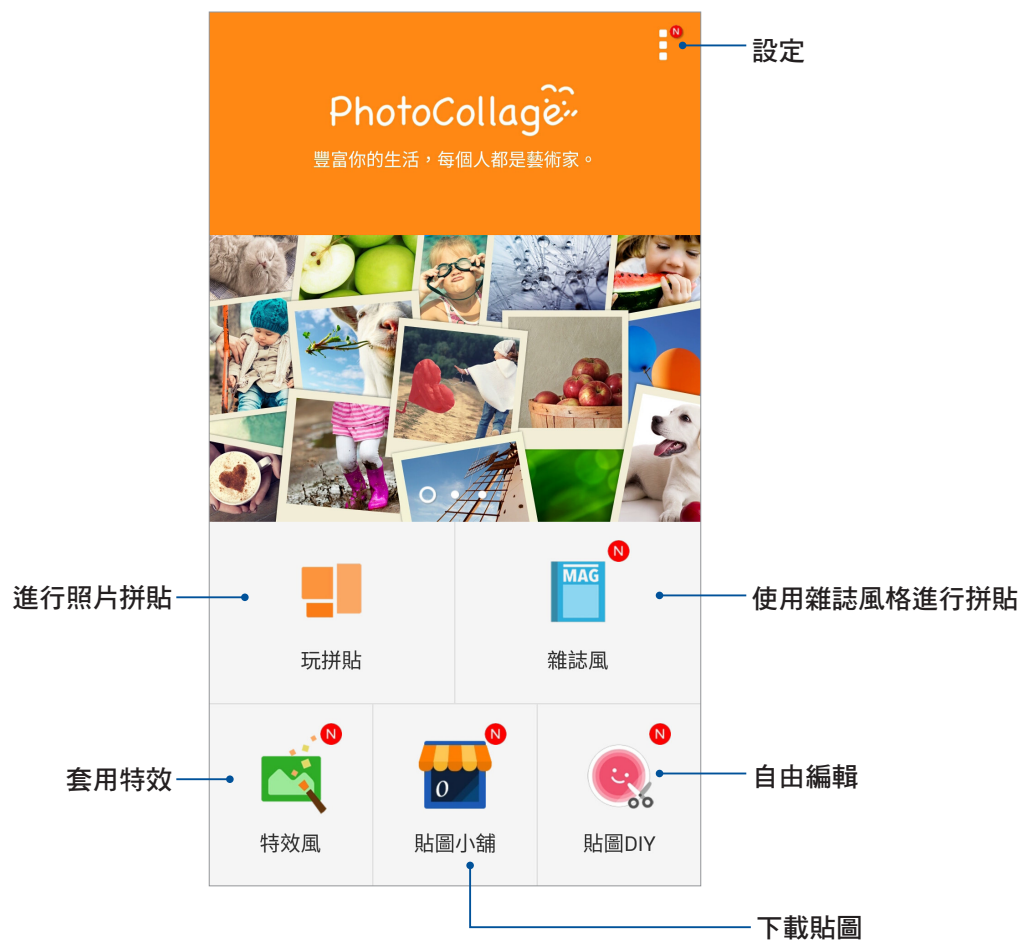 N
設定
PhotoCollage
豐富你的生活,每個人都是藝術家。
N
MAG
進行照片拼貼
使用雜誌風格進行拼貼
玩拼貼
雜誌風
N
N
N
套用特效
自由編輯
特效風
貼圖小舖
貼圖DIY
下載貼圖